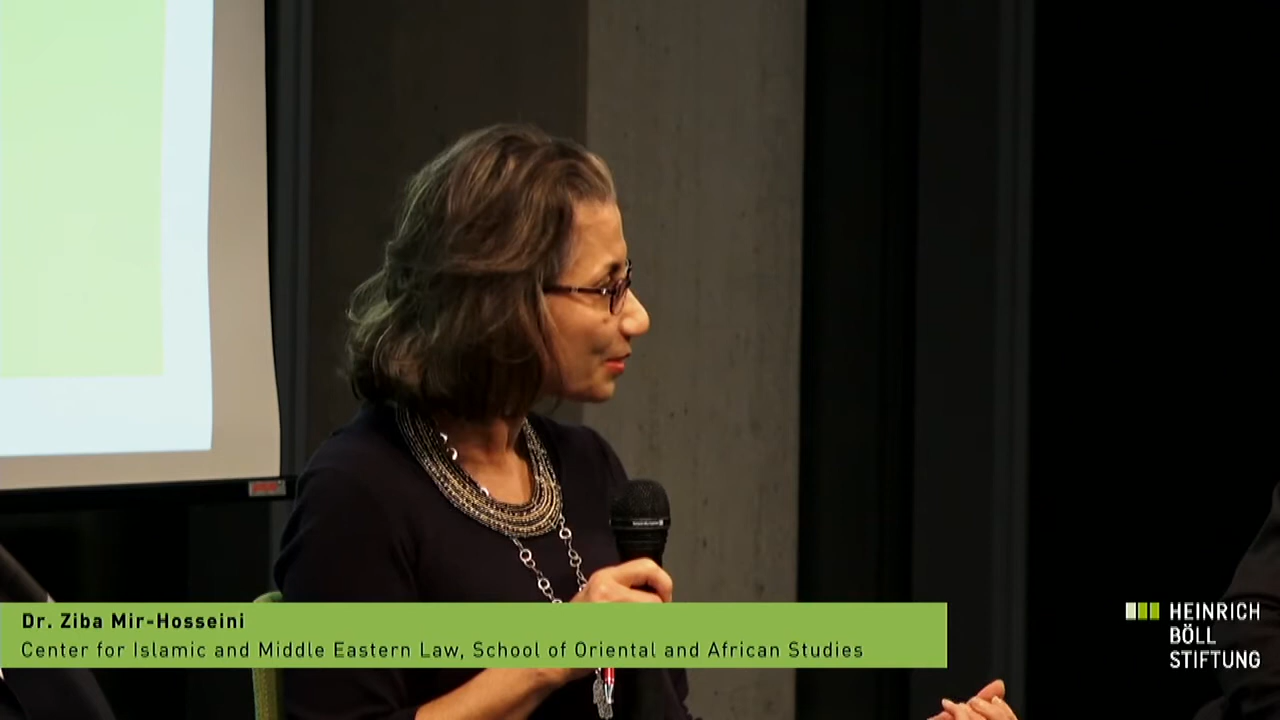 Dr. Ziba Mir-Hosseini
Center for Islamic and Middle Eastern Law, School of Oriental and African Studies
HEINRICH
BÖLL
STIFTUNG